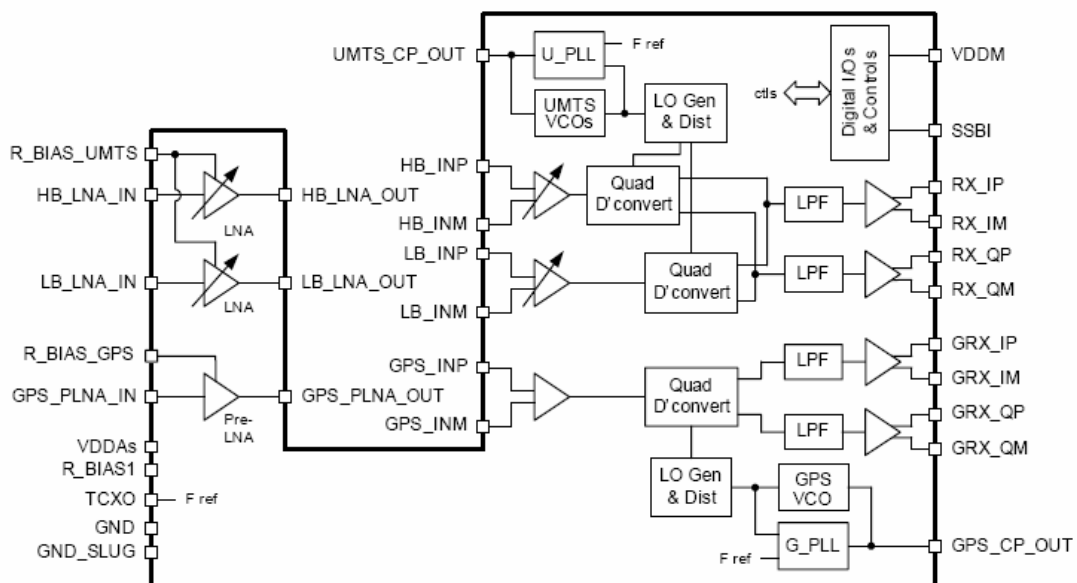 UMTS_CP_OUT
U_PLL
F ref
UMTS
VCOs
LO Gen
& Dist
ctls
Digital I/Os
& Controls
VDDM
SSBI
R_BIAS_UMTS
HB_LNA_IN
LNA
HB_LNA_OUT
HB_INP
HB_INM
Quad
D'convert
LPF
RX_IP
RX_IM
LB_LNA_IN
LNA
LB_LNA_OUT
LB_INP
LB_INM
Quad
D'convert
LPF
RX_QP
RX_QM
R_BIAS_GPS
GPS_PLNA_IN
Pre-
LNA
GPS_PLNA_OUT
GPS_INP
GPS_INM
Quad
D'convert
LPF
GRX_IP
GRX_IM
LPF
GRX_QP
GRX_QM
VDDAs
R_BIAS1
TCXO
F ref
GND
GND_SLUG
LO Gen
& Dist
GPS
VCO
G_PLL
F ref
GPS_CP_OUT